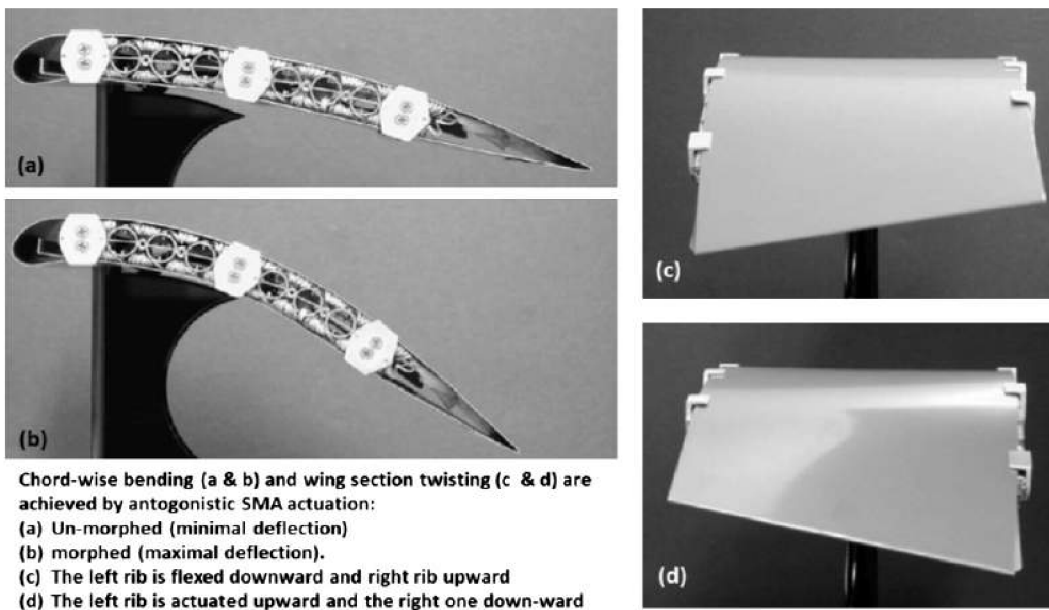 (a)
(b)
(c)
(d)
Chord-wise bending (a & b) and wing section twisting (c & d) are
achieved by antogonistic SMA actuation:
(a) Un-morphed (minimal deflection)
(b) morphed (maximal deflection).
(c) The left rib is flexed downward and right rib upward
(d) The left rib is actuated upward and the right one down-ward